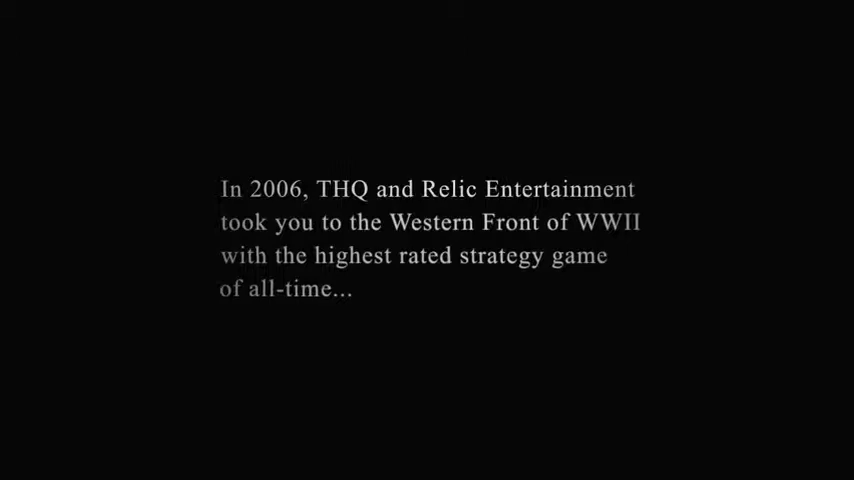 In 2006, THQ and Relic Entertainment
took you to the Western Front of WWII
with the highest rated strategy game
of all-time...